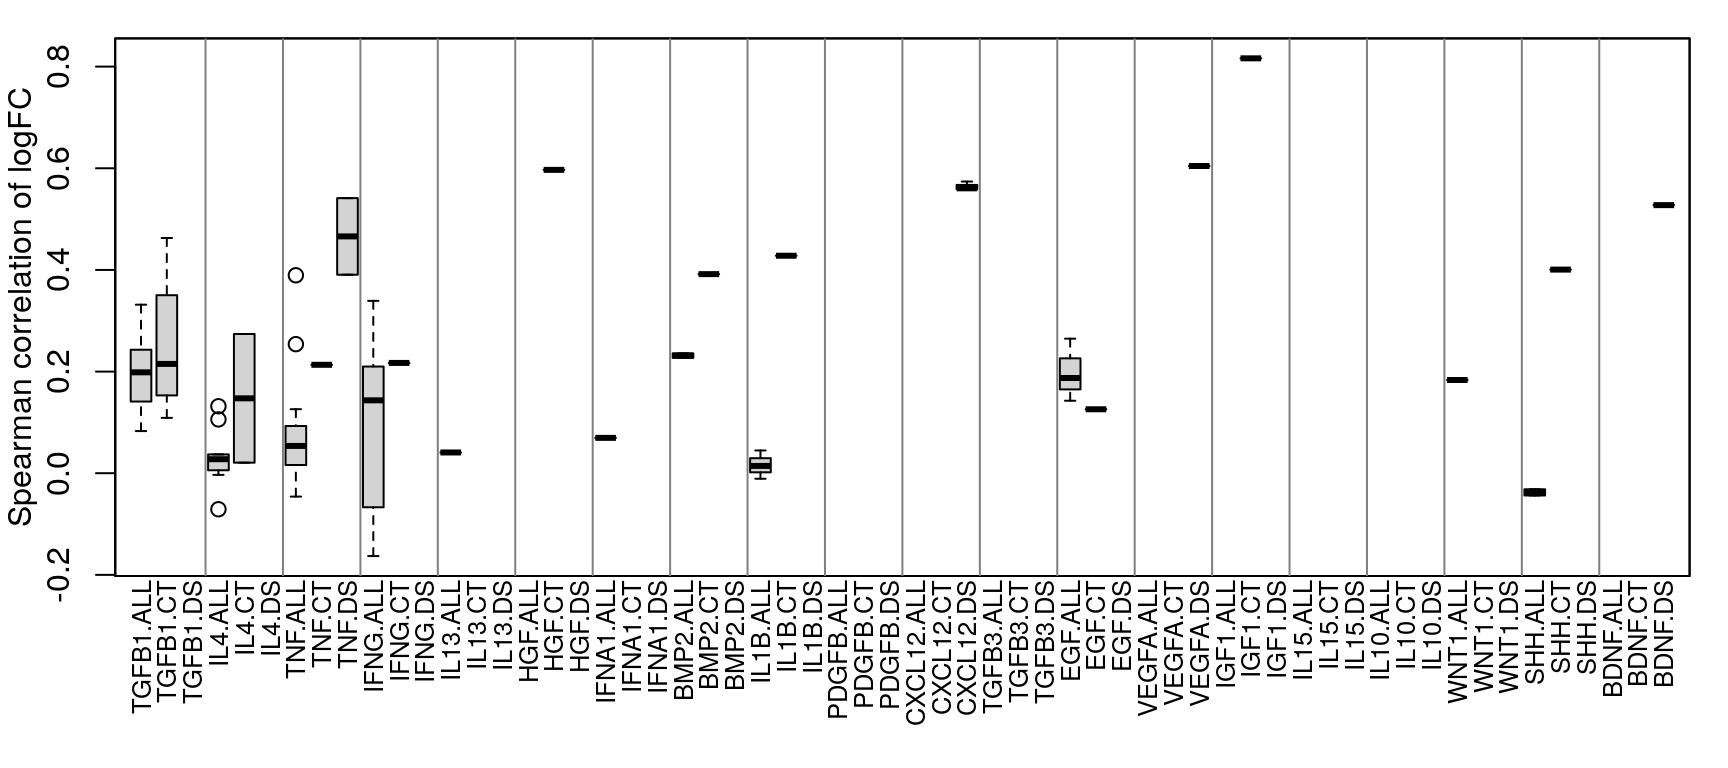 Spearman correlation of logFC
0.8
0.6
0.4
0.2
0.0
-0.2
TGFB1.ALL
TGFB1.CT
TGFB1.DS
IL4.ALL
IL4.CT
IL4.DS
TNF.ALL
TNF.CT
TNF.DS
IFNG.ALL
IFNG.CT
IFNG.DS
IL13.ALL
IL13.CT
IL13.DS
HGF.ALL
HGF.CT
HGF.DS
IFNA1.ALL
IFNA1.CT
IFNA1.DS
BMP2.ALL
BMP2.CT
BMP2.DS
IL1B.ALL
IL1B.CT
IL1B.DS
PDGFB.ALL
PDGFB.CT
PDGFB.DS
CXCL12.ALL
CXCL12.CT
CXCL12.DS
TGFB3.ALL
TGFB3.CT
TGFB3.DS
EGF.ALL
EGF.CT
EGF.DS
VEGFA.ALL
VEGFA.CT
VEGFA.DS
IGF1.ALL
IGF1.CT
IGF1.DS
IL15.ALL
IL15.CT
IL15.DS
IL10.ALL
IL10.CT
IL10.DS
WNT1.ALL
WNT1.CT
WNT1.DS
SHH.ALL
SHH.CT
SHH.DS
BDNF.ALL
BDNF.CT
BDNF.DS